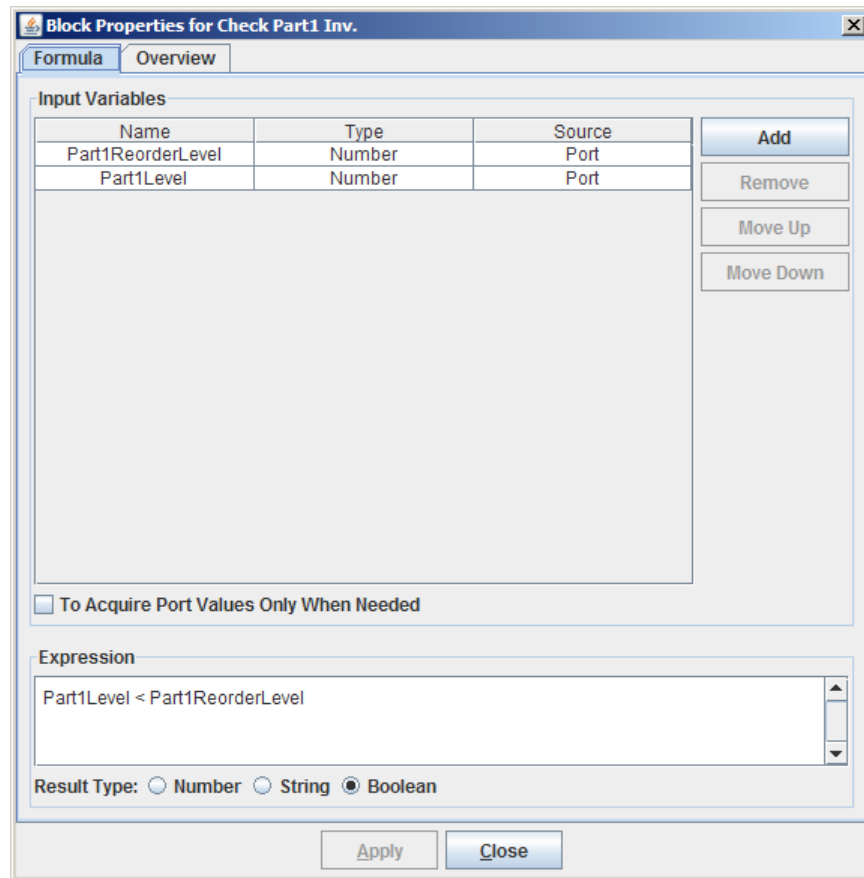 Block Properties for Check Part1 Inv.
Formula Overview
Input Variables
Name Type Source
Part1ReorderLevel Number Port
Part1Level Number Port
Add
Remove
Move Up
Move Down
To Acquire Port Values Only When Needed
Expression
Part1Level < Part1ReorderLevel
Result Type: Number String Boolean
Apply Close